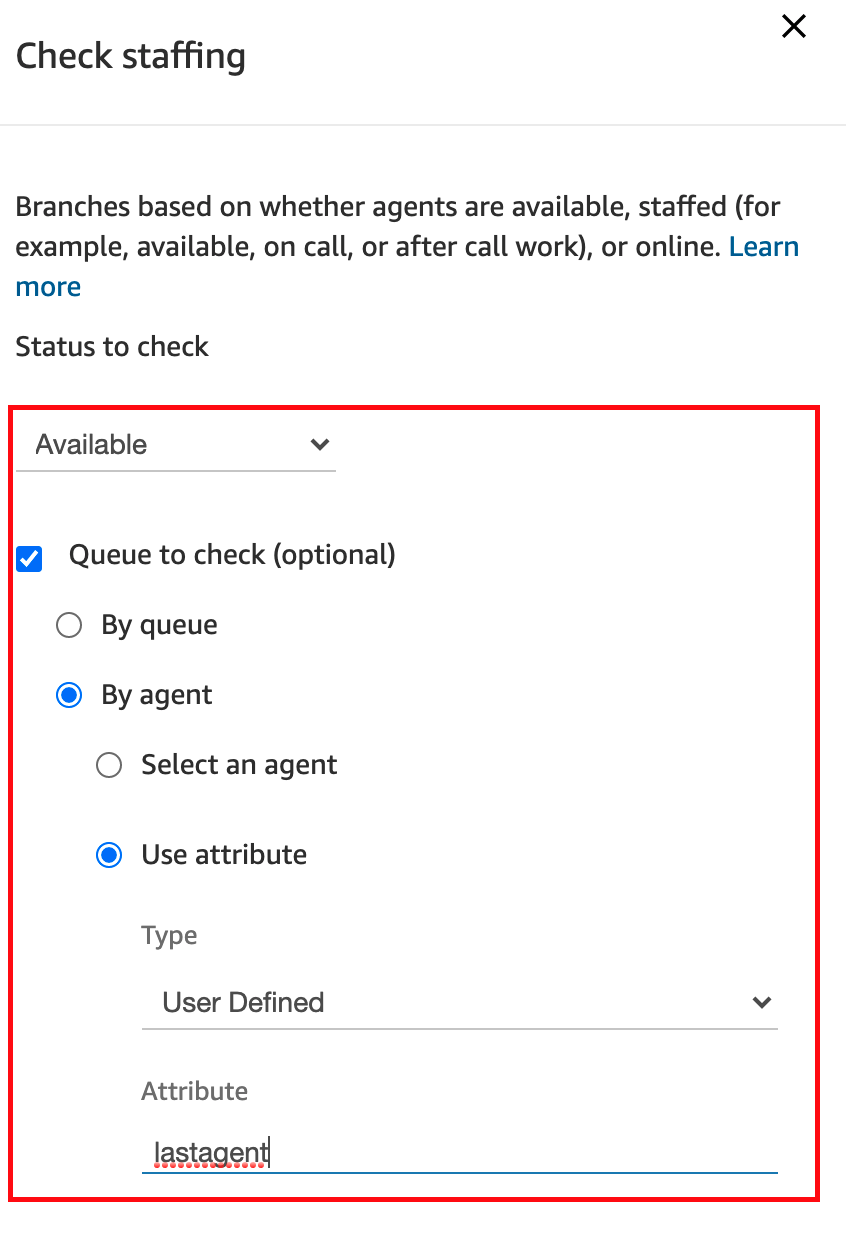 Check staffing
Branches based on whether agents are available, staffed (for
example, available, on call, or after call work), or online. Learn
more
Status to check
Available
Queue to check (optional)
By queue
By agent
Select an agent
Use attribute
Type
User Defined
Attribute
lastagent